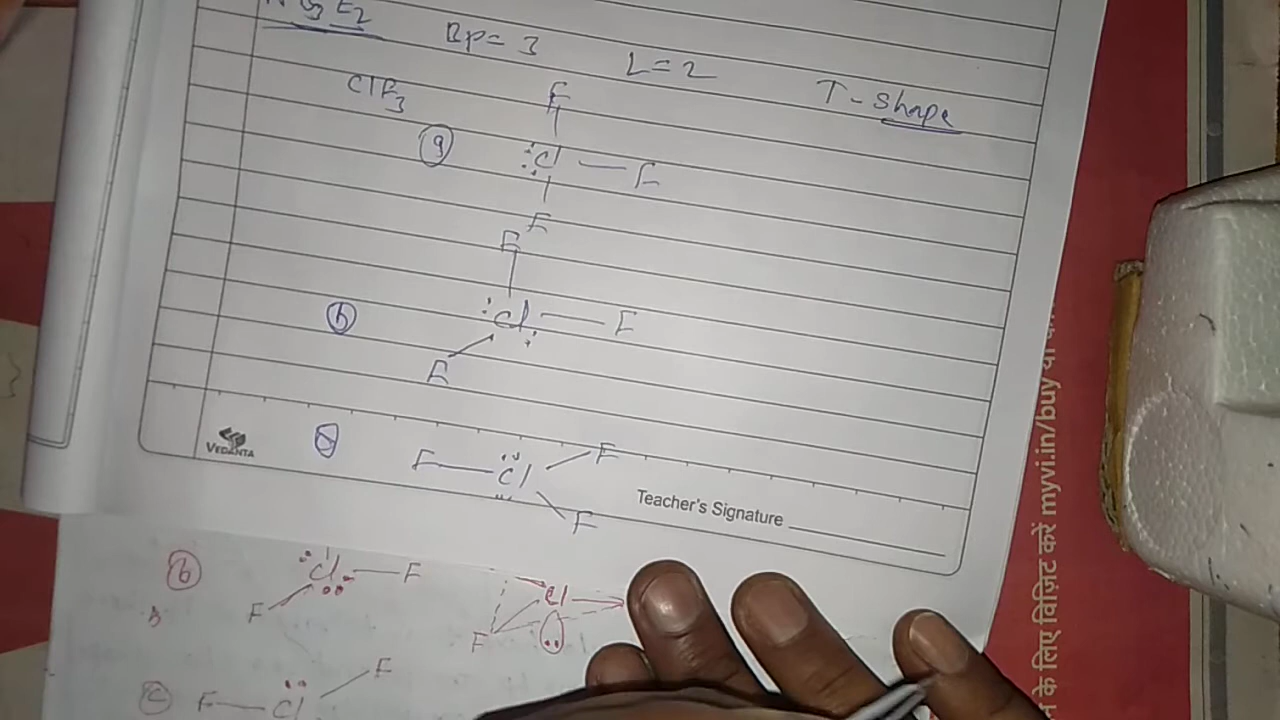 Bp = 3 L = 2 T - shape
ClF3
F
(a) :Cl — F
F
F
(b) :Cl: — F
F
VEDANTA
F — Cl F
F
Teacher's Signature
(b) Cl — F
F
Cl
F
(c) F — Cl F
के लिए विज़िट करें myvi.in/buy या